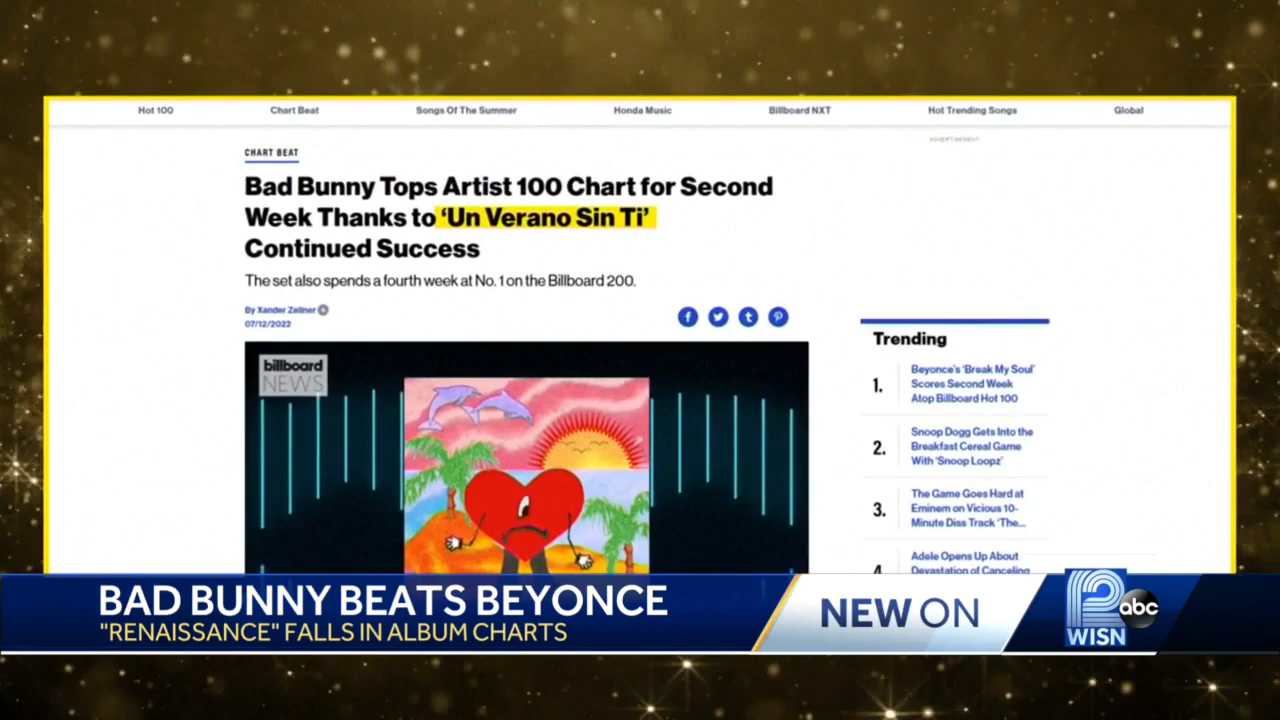 Hot 100 Chart Beat Songs Of The Summer Honda Music Billboard NXT Hot Trending Songs Global
ADVERTISEMENT
CHART BEAT
Bad Bunny Tops Artist 100 Chart for Second
Week Thanks to ‘Un Verano Sin Ti’
Continued Success
The set also spends a fourth week at No. 1 on the Billboard 200.
By Xander Zellner
07/12/2022
billboard
NEWS
Trending
1.
Beyonce’s ‘Break My Soul’
Scores Second Week
Atop Billboard Hot 100
2.
Snoop Dogg Gets Into the
Breakfast Cereal Game
With ‘Snoop Loopz’
3.
The Game Goes Hard at
Eminem on Vicious 10-
Minute Diss Track ‘The...
4
Adele Opens Up About
Devastation of Canceling
BAD BUNNY BEATS BEYONCE
"RENAISSANCE" FALLS IN ALBUM CHARTS
NEW ON
12
WISN
abc